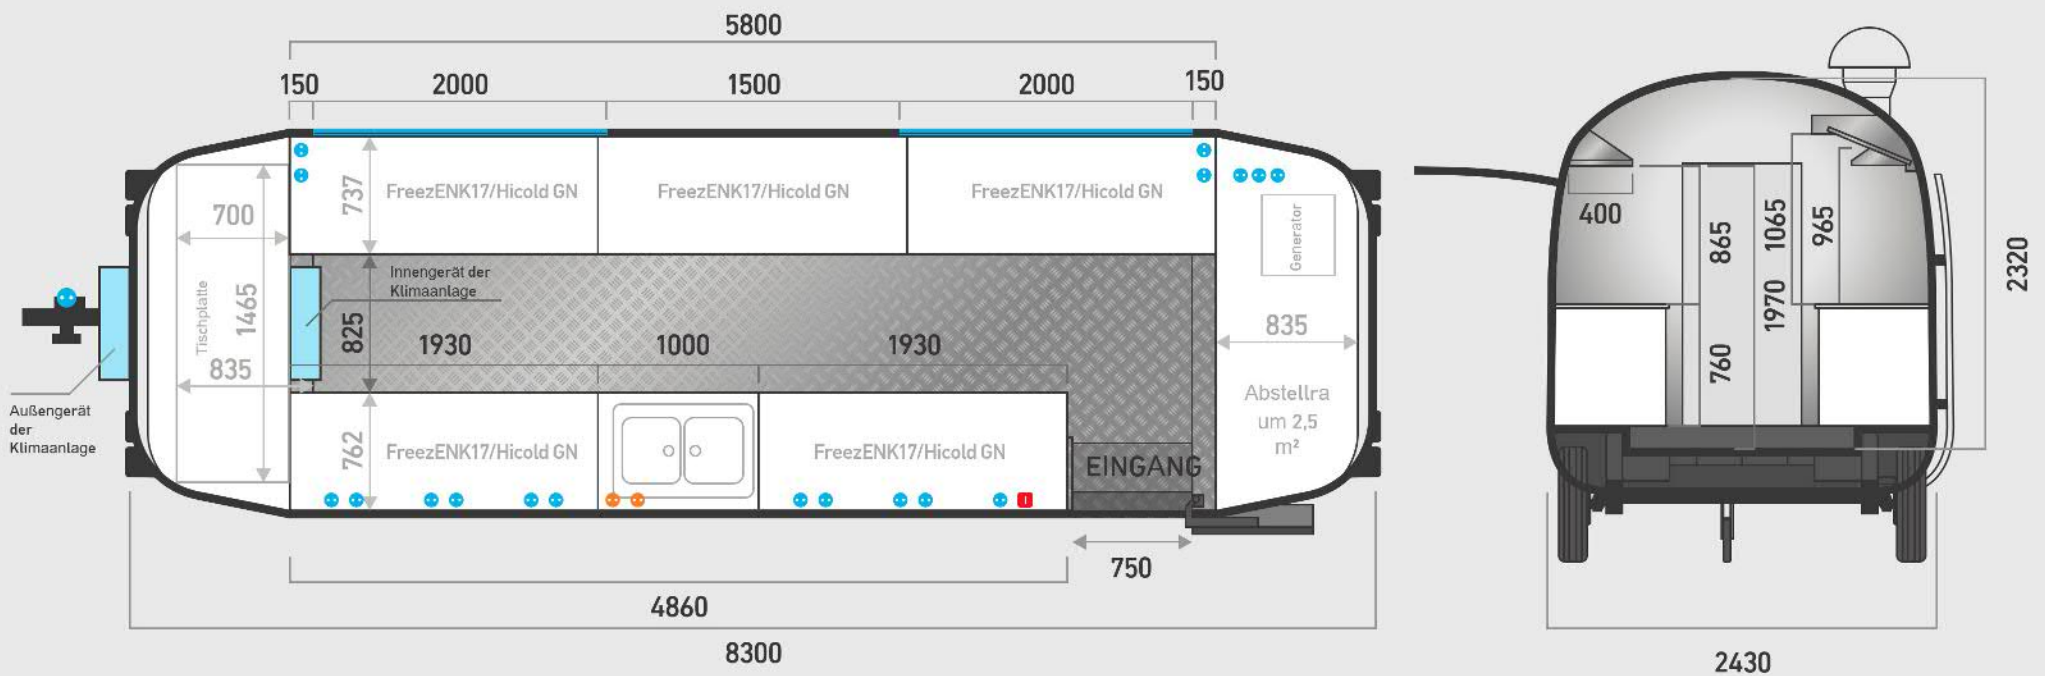 5800
150 2000 1500 2000 150
FreezENK17/Hicold GN
FreezENK17/Hicold GN
FreezENK17/Hicold GN
737
700
Tischplatte
1465
835
Innengerät der
Klimaanlage
825
1930 1000 1930
Außengerät
der
Klimaanlage
762
FreezENK17/Hicold GN
FreezENK17/Hicold GN
EINGANG
Generator
835
Abstellra
um 2,5
m²
750
4860
8300
400
865
1065
965
1970
760
2320
2430